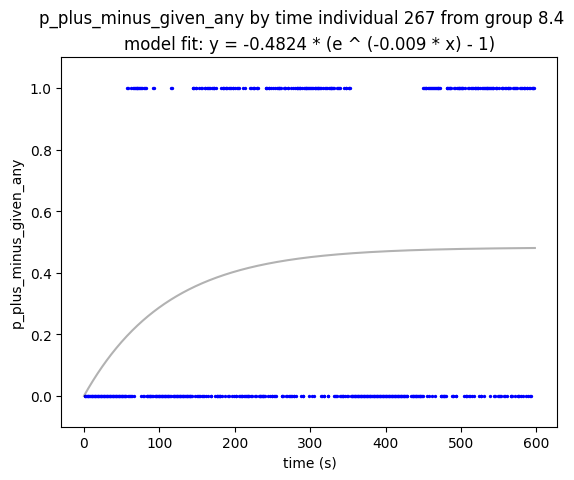 p_plus_minus_given_any by time individual 267 from group 8.4
model fit: y = -0.4824 * (e ^ (-0.009 * x) - 1)
1.0
0.8
0.6
0.4
0.2
0.0
p_plus_minus_given_any
0 100 200 300 400 500 600
time (s)